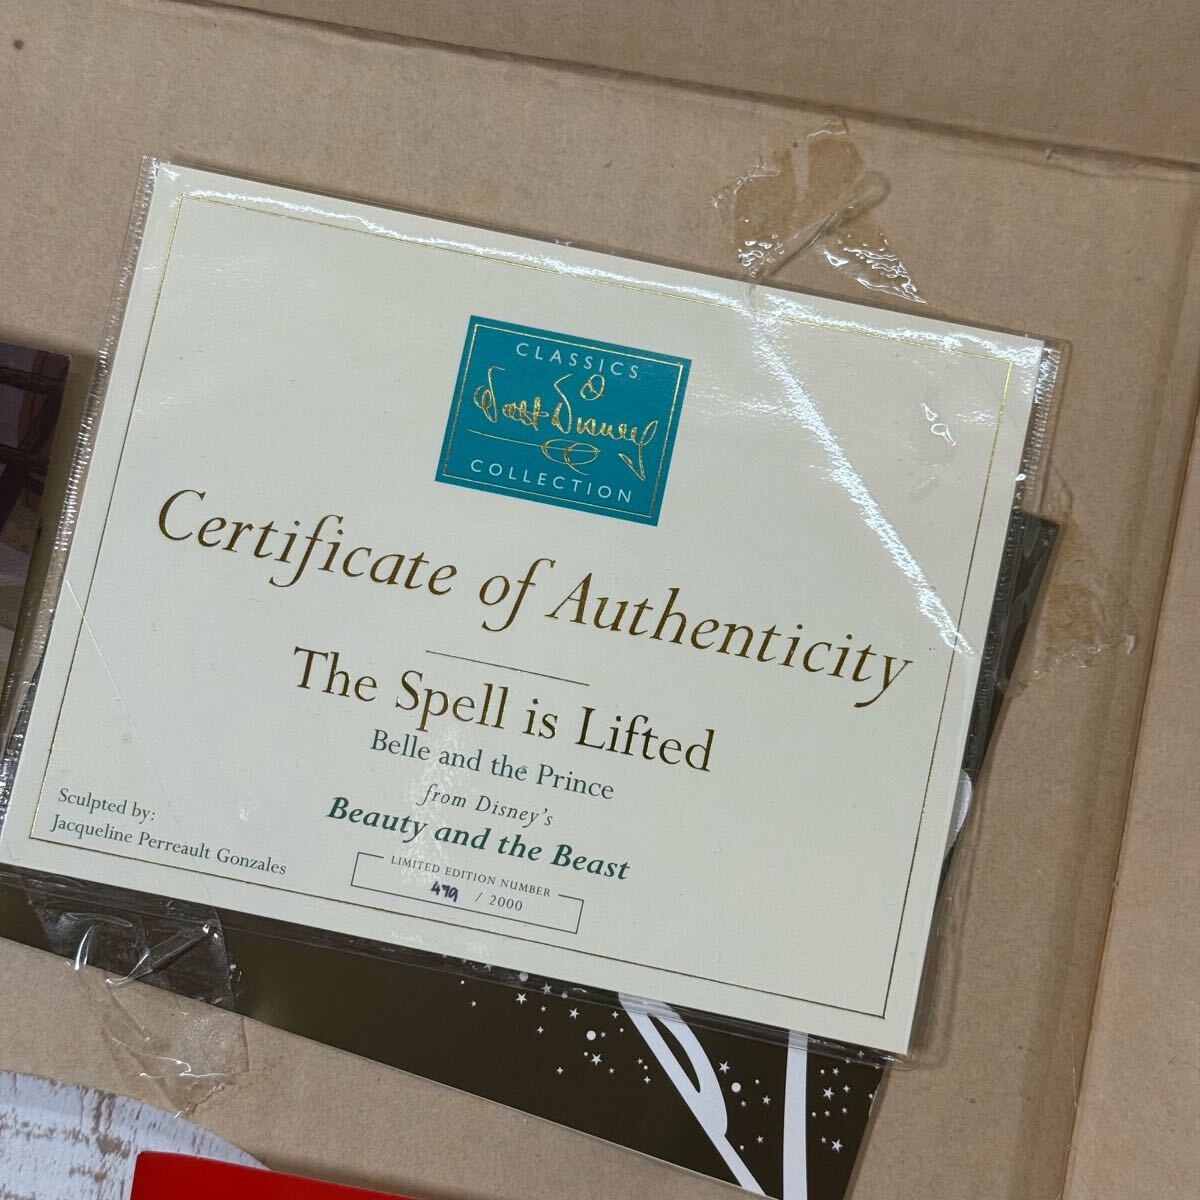 CLASSICS
Walt Disney
COLLECTION
Certificate of Authenticity
The Spell is Lifted
Belle and the Prince
from Disney's
Beauty and the Beast
Sculpted by:
Jacqueline Perreault Gonzales
LIMITED EDITION NUMBER
479 / 2000